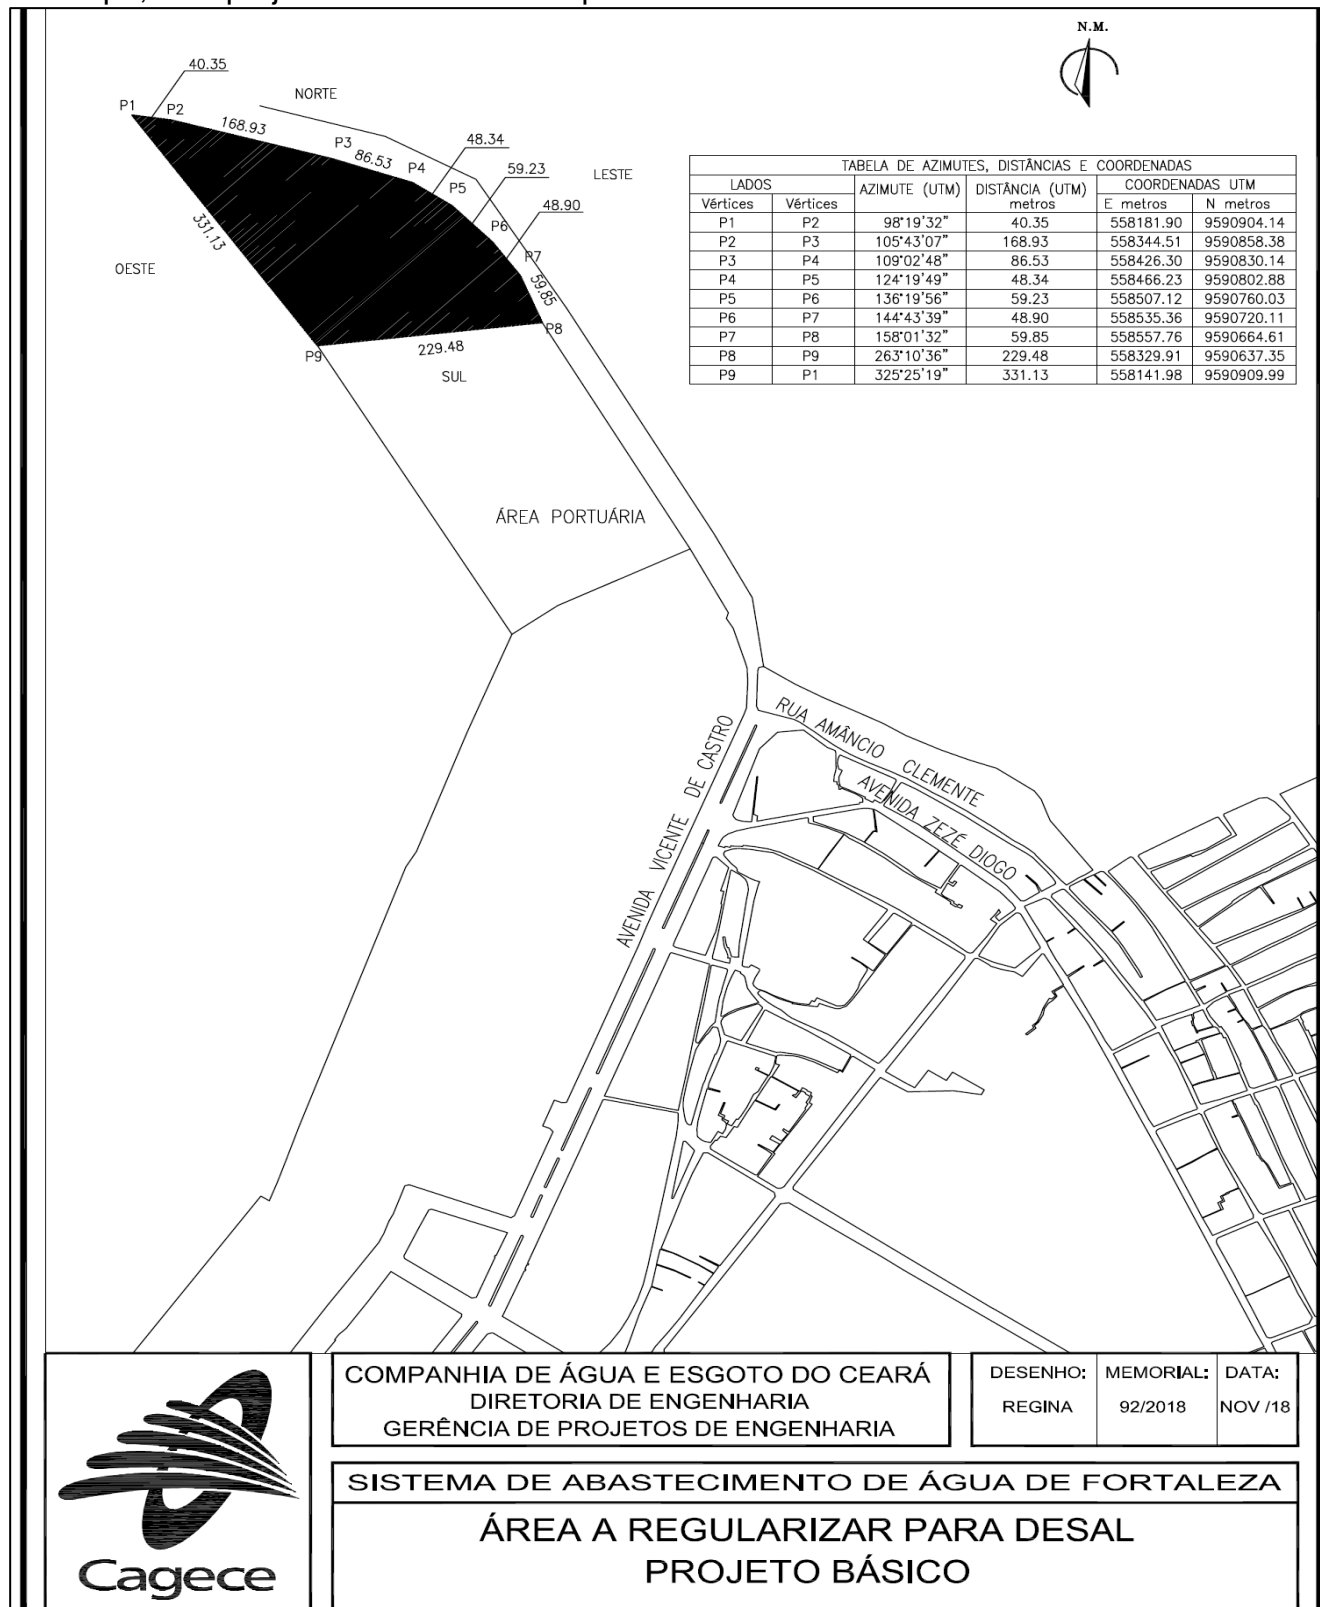 N.M.
40.35
P1
P2
NORTE
168.93
P3
86.53
P4
48.34
P5
59.23
LESTE
48.90
P6
P7
59.85
P8
331.13
OESTE
P9
229.48
SUL
TABELA DE AZIMUTES, DISTÂNCIAS E COORDENADAS
LADOS AZIMUTE (UTM) DISTÂNCIA (UTM) metros COORDENADAS UTM
Vértices Vértices E metros N metros
P1 P2 98°19'32" 40.35 558181.90 9590904.14
P2 P3 105°43'07" 168.93 558344.51 9590858.38
P3 P4 109°02'48" 86.53 558426.30 9590830.14
P4 P5 124°19'49" 48.34 558466.23 9590802.88
P5 P6 136°19'56" 59.23 558507.12 9590760.03
P6 P7 144°43'39" 48.90 558535.36 9590720.11
P7 P8 158°01'32" 59.85 558557.76 9590664.61
P8 P9 263°10'36" 229.48 558329.91 9590637.35
P9 P1 325°25'19" 331.13 558141.98 9590909.99
ÁREA PORTUÁRIA
RUA AMÂNCIO CLEMENTE
AVENIDA ZEZÉ DIOGO
AVENIDA VICENTE DE CASTRO
Cagece
COMPANHIA DE ÁGUA E ESGOTO DO CEARÁ
DIRETORIA DE ENGENHARIA
GERÊNCIA DE PROJETOS DE ENGENHARIA
DESENHO: MEMORIAL: DATA:
REGINA 92/2018 NOV /18
SISTEMA DE ABASTECIMENTO DE ÁGUA DE FORTALEZA
ÁREA A REGULARIZAR PARA DESAL
PROJETO BÁSICO